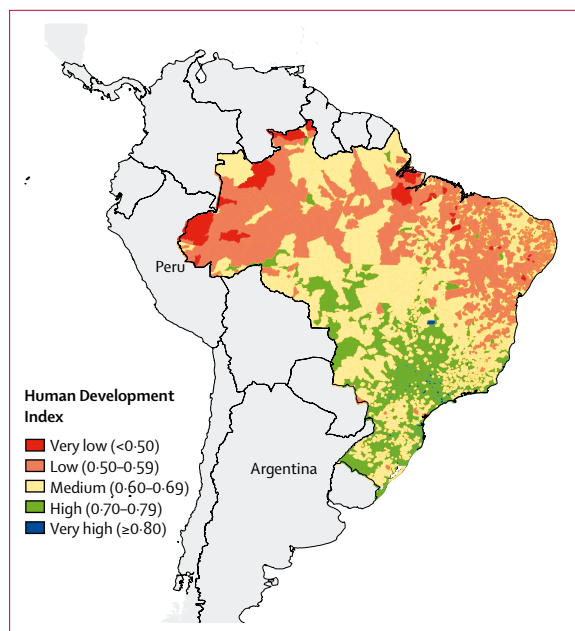 Peru
Argentina
Human Development
Index
Very low (<0·50)
Low (0·50–0·59)
Medium (0·60–0·69)
High (0·70–0·79)
Very high (≥0·80)